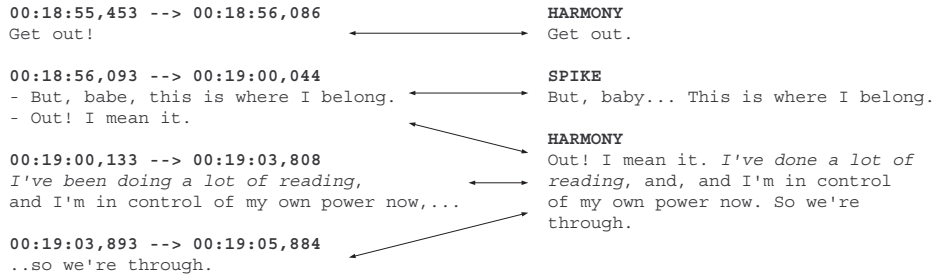 00:18:55,453 --> 00:18:56,086
Get out!
00:18:56,093 --> 00:19:00,044
- But, babe, this is where I belong.
- Out! I mean it.
00:19:00,133 --> 00:19:03,808
I've been doing a lot of reading,
and I'm in control of my own power now,...
00:19:03,893 --> 00:19:05,884
..so we're through.
HARMONY
Get out.
SPIKE
But, baby... This is where I belong.
HARMONY
Out! I mean it. I've done a lot of
reading, and, and I'm in control
of my own power now. So we're
through.